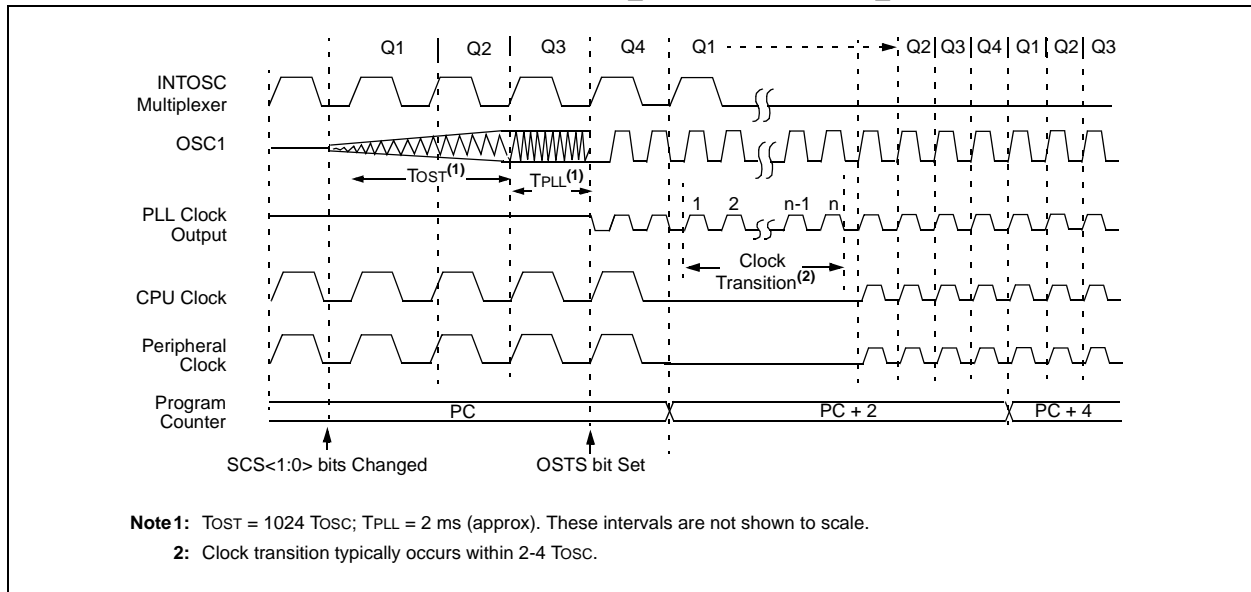 Q1 Q2 Q3 Q4 Q1 Q2 Q3 Q4 Q1 Q2 Q3
INTOSC
Multiplexer
OSC1
TOST(1)
TPLL(1)
PLL Clock
Output
1 2 n-1 n
Clock
Transition(2)
CPU Clock
Peripheral
Clock
Program
Counter
PC PC + 2 PC + 4
SCS<1:0> bits Changed
OSTS bit Set
Note 1: TOST = 1024 TOSC; TPLL = 2 ms (approx). These intervals are not shown to scale.
2: Clock transition typically occurs within 2-4 TOSC.